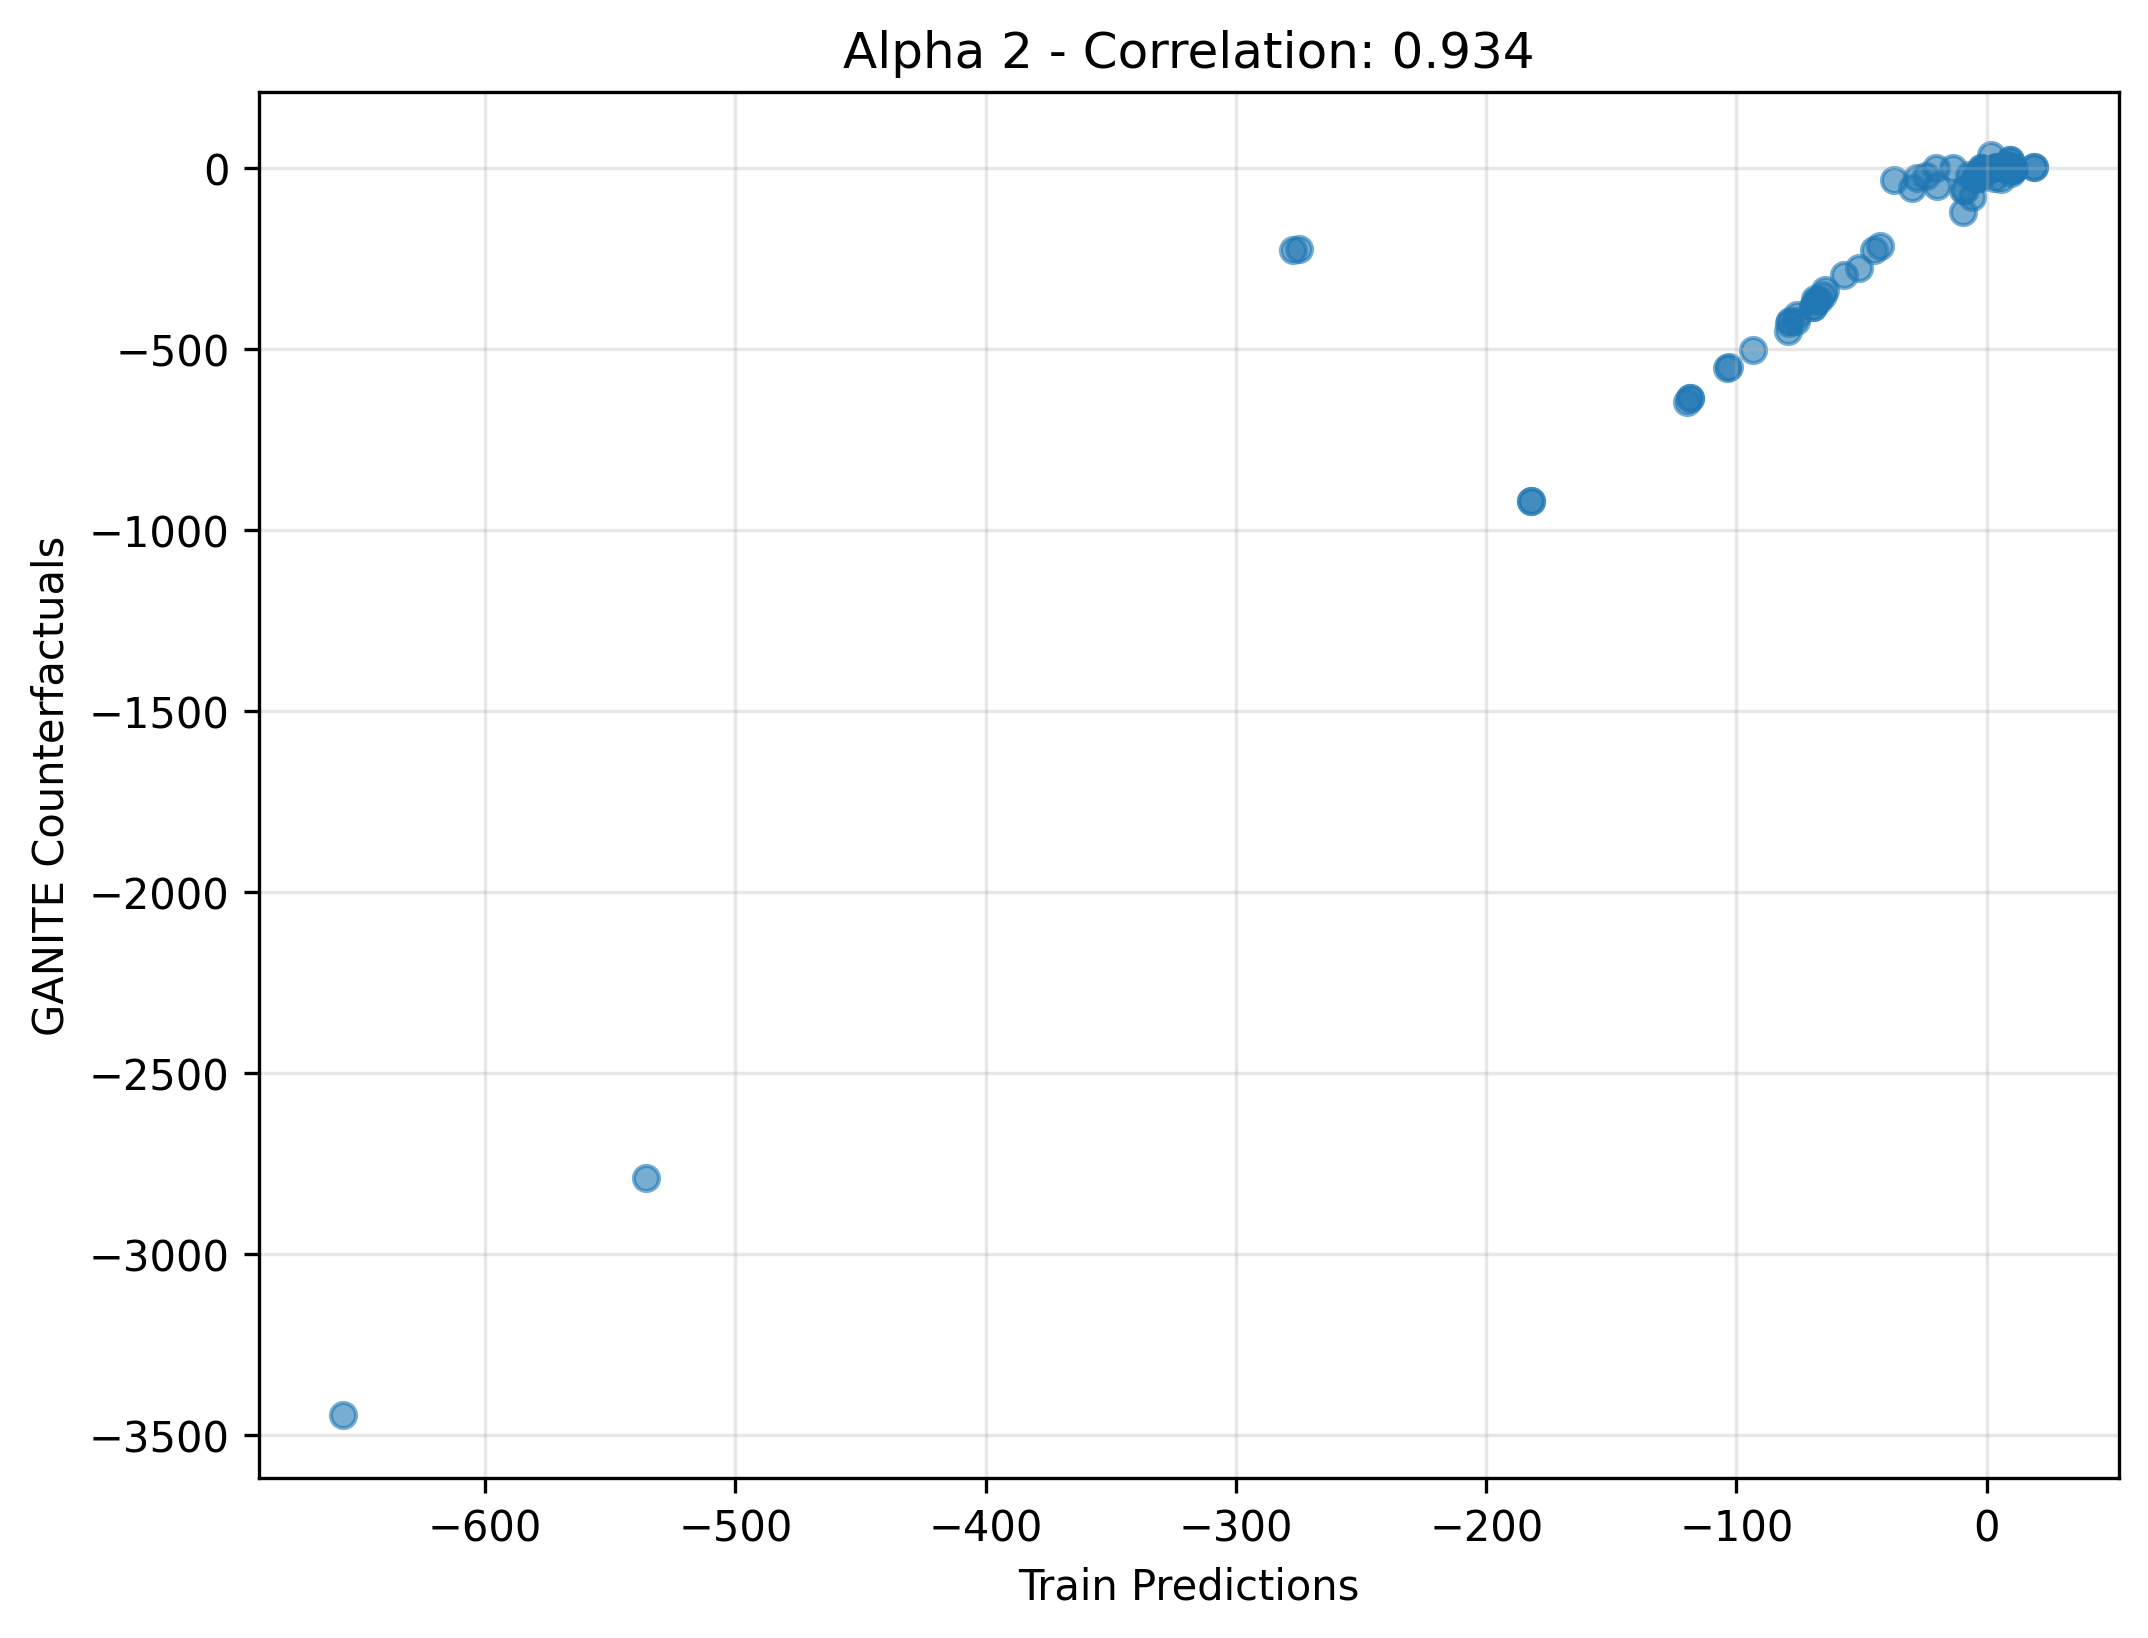 Alpha 2 - Correlation: 0.934
0
−500
−1000
−1500
−2000
−2500
−3000
−3500
GANITE Counterfactuals
−600 −500 −400 −300 −200 −100 0
Train Predictions